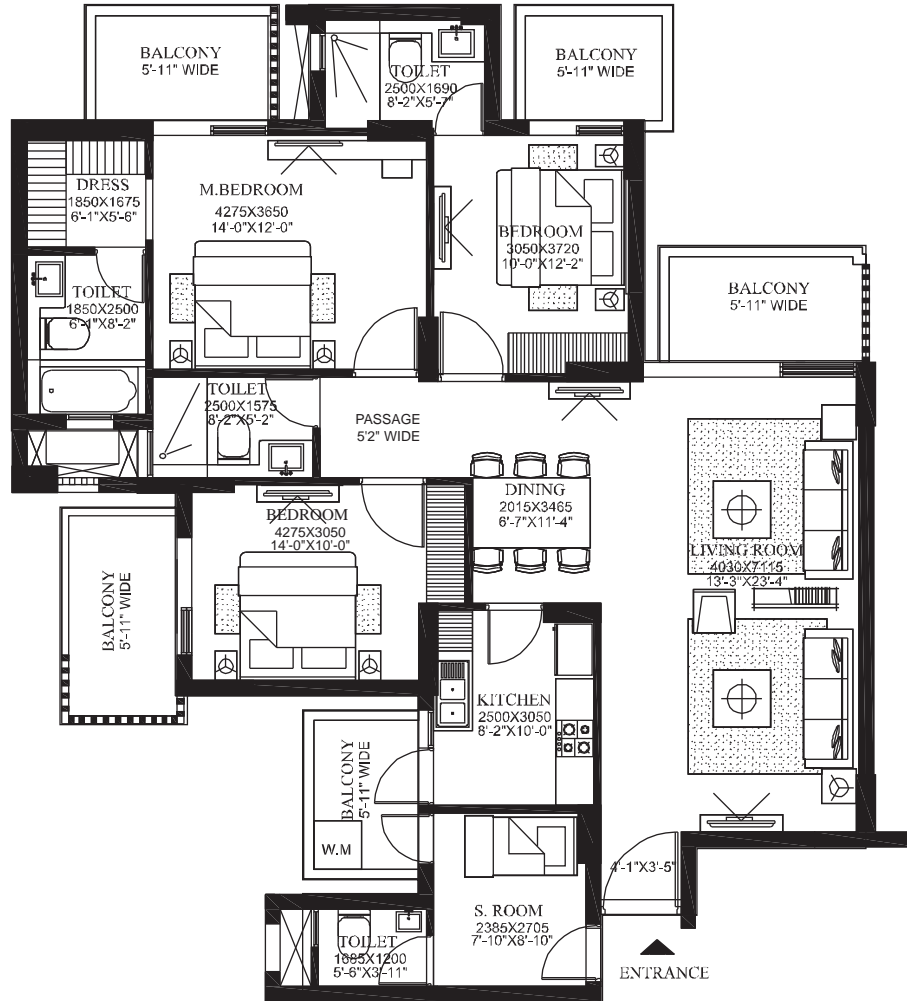 BALCONY
5'-11" WIDE
TOILET
2500X1690
8'-2"X5'-7"
BALCONY
5'-11" WIDE
DRESS
1850X1675
6'-1"X5'-6"
M.BEDROOM
4275X3650
14'-0"X12'-0"
BEDROOM
3050X3720
10'-0"X12'-2"
TOILET
1850X2500
6'-1"X8'-2"
BALCONY
5'-11" WIDE
TOILET
2500X1575
8'-2"X5'-2"
PASSAGE
5'2" WIDE
DINING
2015X3465
6'-7"X11'-4"
BEDROOM
4275X3050
14'-0"X10'-0"
LIVING ROOM
4030X7115
13'-3"X23'-4"
BALCONY
5'-11" WIDE
KITCHEN
2500X3050
8'-2"X10'-0"
BALCONY
5'-11" WIDE
W.M
4'-1"X3'-5"
S. ROOM
2385X2705
7'-10"X8'-10"
TOILET
1685X1200
5'-6"X3'-11"
ENTRANCE